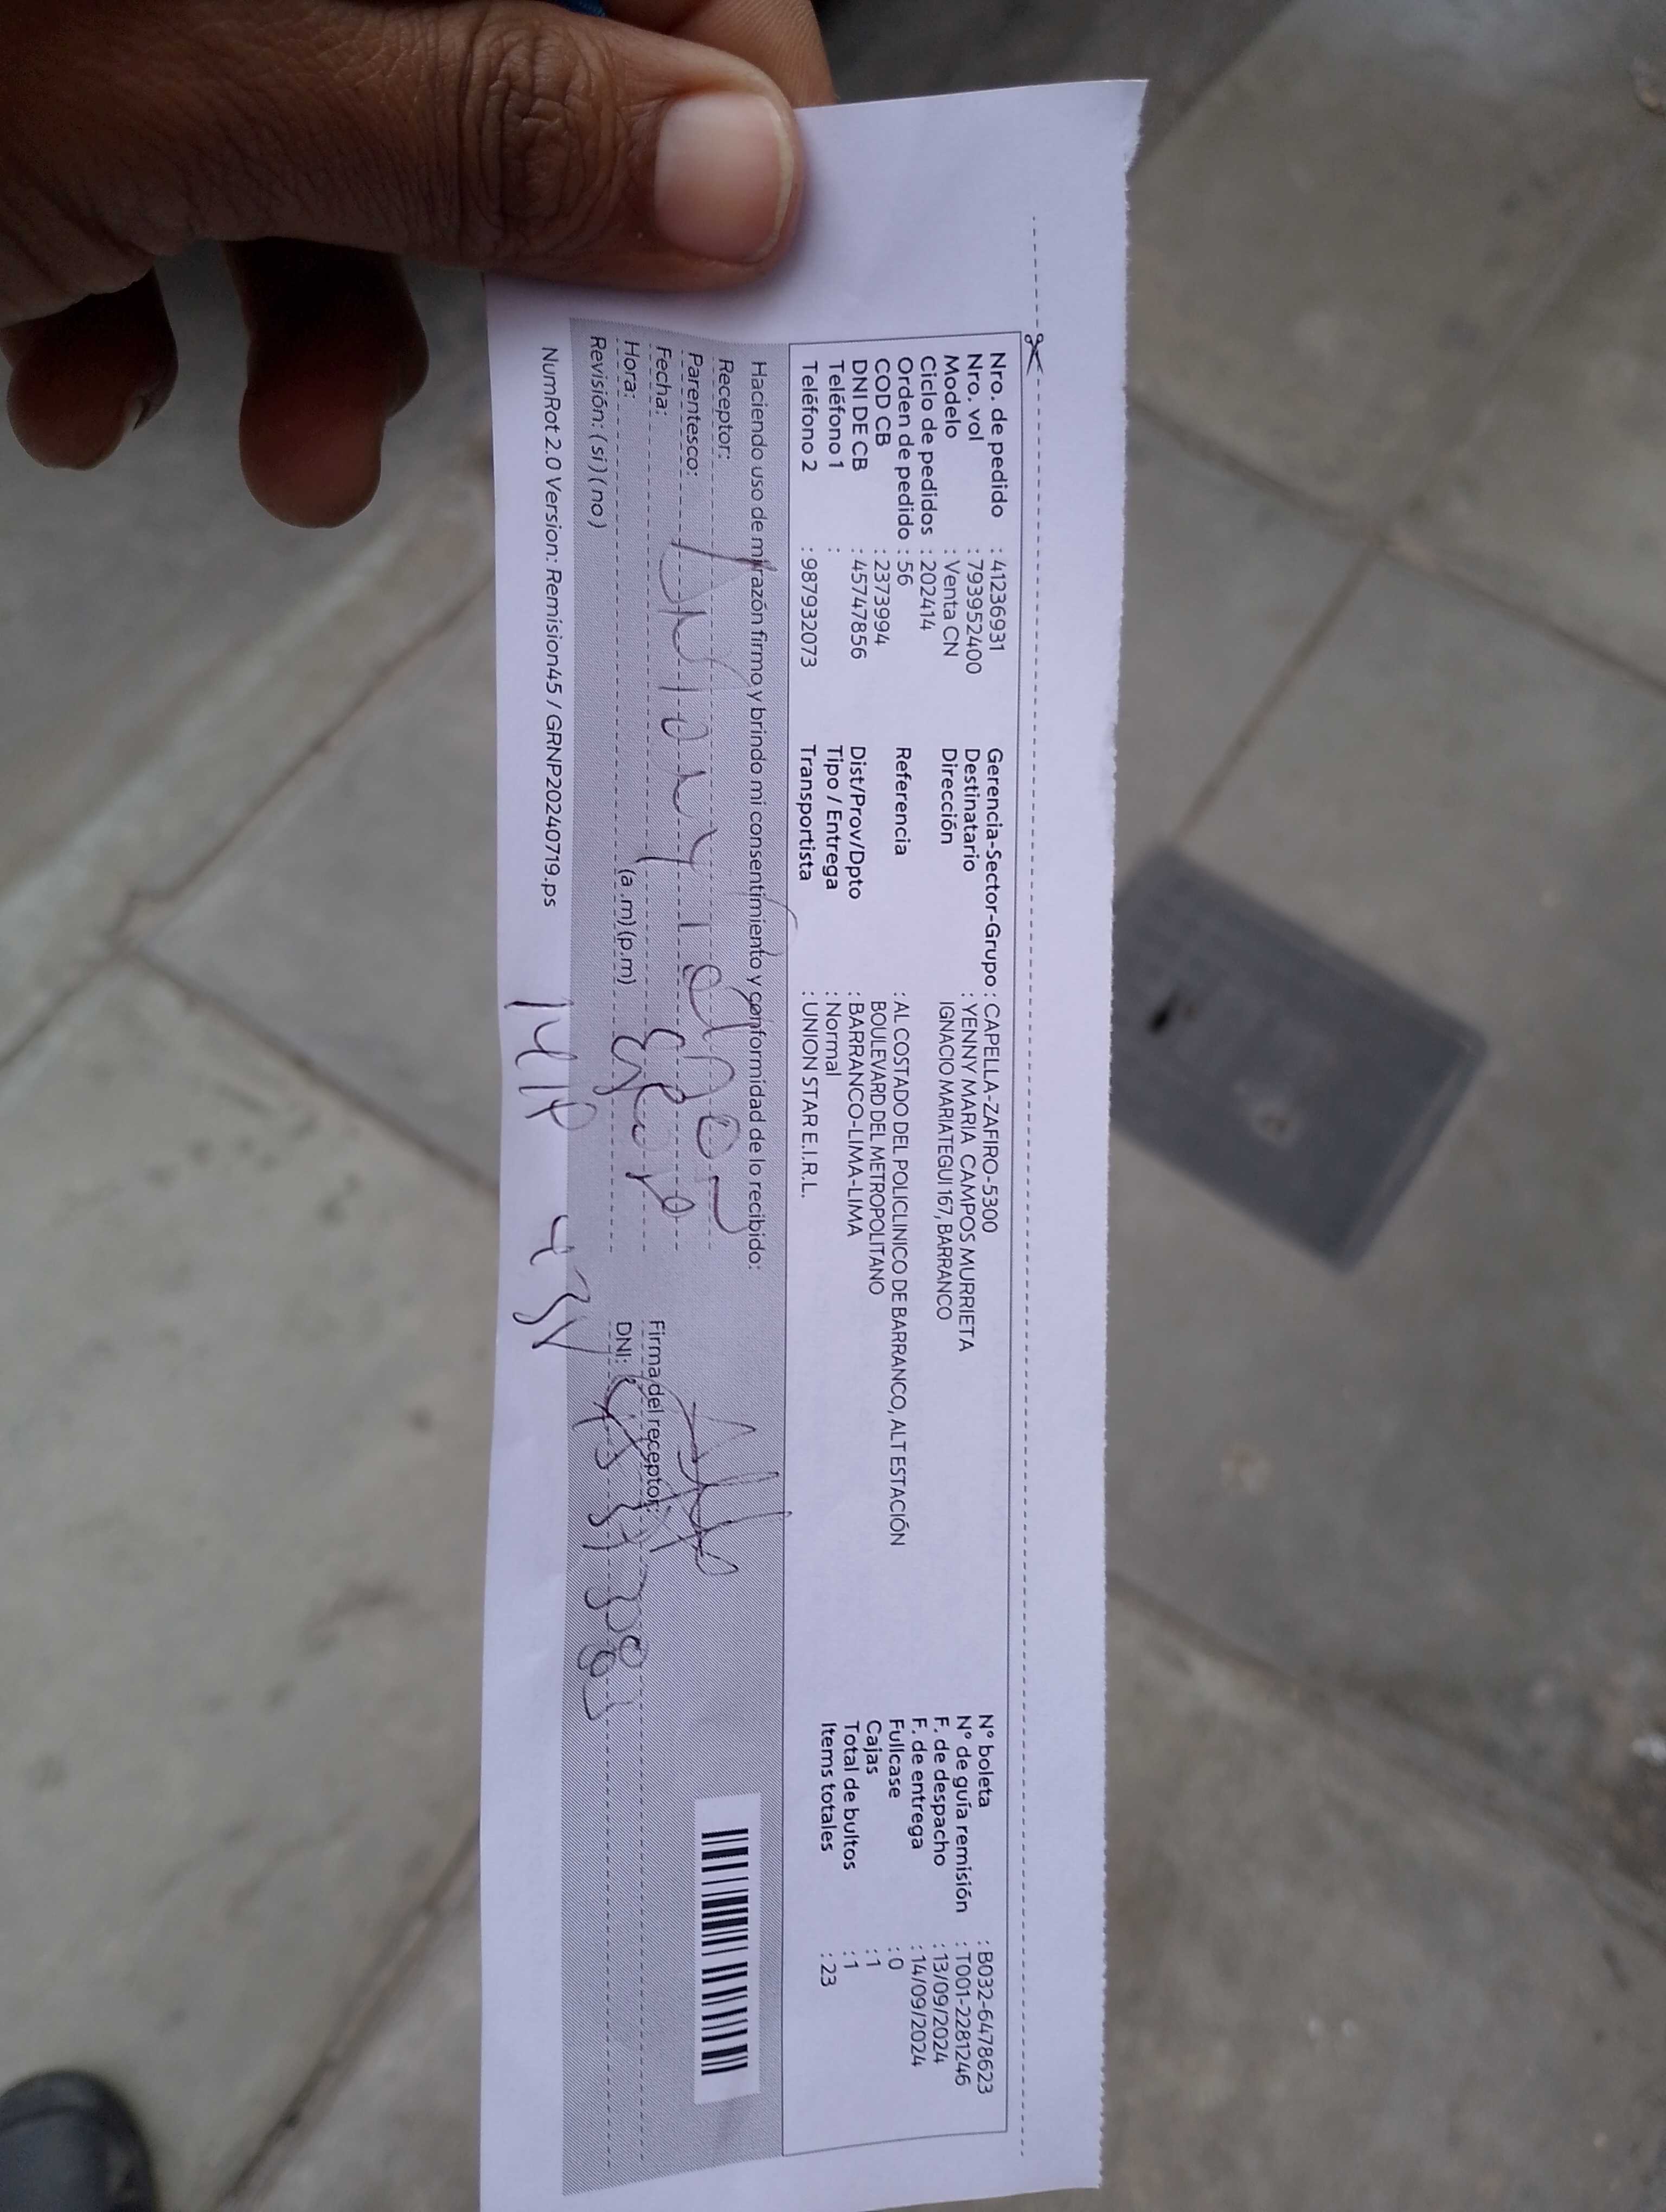 Nro. de pedido : 41236931
Nro. vol : 793952400
Modelo : Venta CN
Ciclo de pedidos : 202414
Orden de pedido : 56
COD CB : 2373994
DNI DE CB : 45747856
Teléfono 1 :
Teléfono 2 : 987932073
Gerencia-Sector-Grupo : CAPELLA-ZAFIRO-5300
Destinatario : YENNY MARIA CAMPOS MURRIETA
Dirección IGNACIO MARIATEGUI 167, BARRANCO
Referencia : AL COSTADO DEL POLICLINICO DE BARRANCO, ALT ESTACIÓN
BOULEVARD DEL METROPOLITANO
Dist/Prov/Dpto : BARRANCO-LIMA-LIMA
Tipo / Entrega : Normal
Transportista : UNION STAR E.I.R.L.
N° boleta : B032-6478623
N° de guía remisión : T001-2281246
F. de despacho : 13/09/2024
F. de entrega : 14/09/2024
Fullcase : 0
Cajas : 1
Total de bultos : 1
Items totales : 23
Haciendo uso de mi razón firmo y brindo mi consentimiento y conformidad de lo recibido:
Receptor:
Parentesco:
Fecha:
Hora: (a .m) (p.m)
Revisión: ( si ) ( no )
Firma del receptor:
DNI:
NumRot 2.0 Version: Remision45 / GRNP20240719.ps